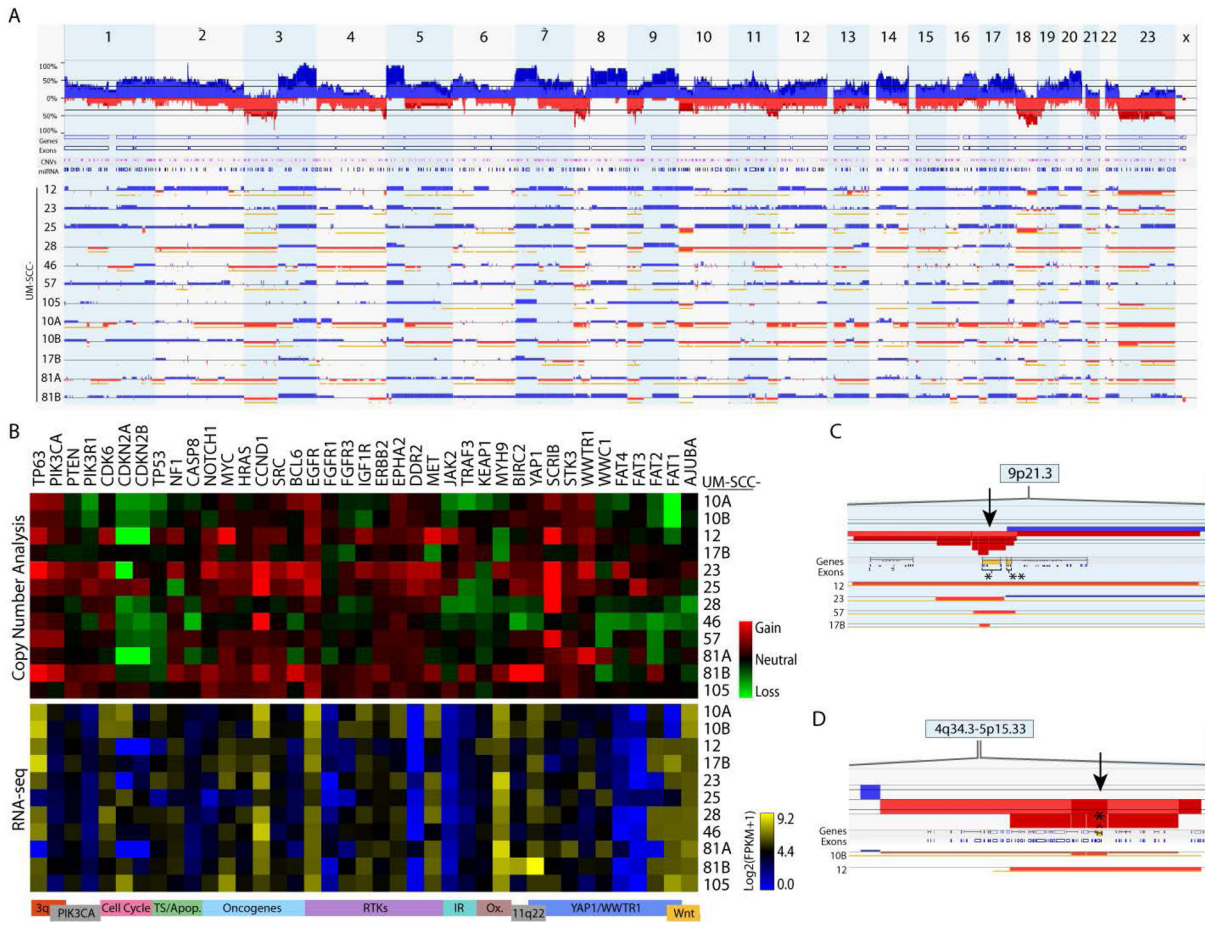 A
1 2 3 4 5 6 7 8 9 10 11 12 13 14 15 16 17 18 19 20 21 22 23 x
100%
50%
0%
50%
100%
Genes
Exons
CNVs
miRNA
UM-SCC-
12
23
25
28
46
57
105
10A
10B
17B
81A
81B
B
TP63 PIK3CA PTEN PIK3R1 CDK6 CDKN2A CDKN2B TP53 NF1 CASP8 NOTCH1 MYC HRAS CCND1 SRC BCL6 EGFR FGFR1 FGFR3 IGF1R ERBB2 EPHA2 DDR2 MET JAK2 TRAF3 KEAP1 MYH9 BIRC2 YAP1 SCRIB STK3 WWTR1 WWC1 FAT4 FAT3 FAT2 FAT1 AJUBA
UM-SCC-
Copy Number Analysis
10A
10B
12
17B
23
25
28
46
57
81A
81B
105
Gain
Neutral
Loss
RNA-seq
10A
10B
12
17B
23
25
28
46
81A
81B
105
Log2(FPKM+1)
9.2
4.4
0.0
3q PIK3CA Cell Cycle TS/Apop. Oncogenes RTKs IR Ox. 11q22 YAP1/WWTR1 Wnt
C
9p21.3
Genes
Exons
* **
12
23
57
17B
D
4q34.3-5p15.33
*
*
Genes
Exons
10B
12